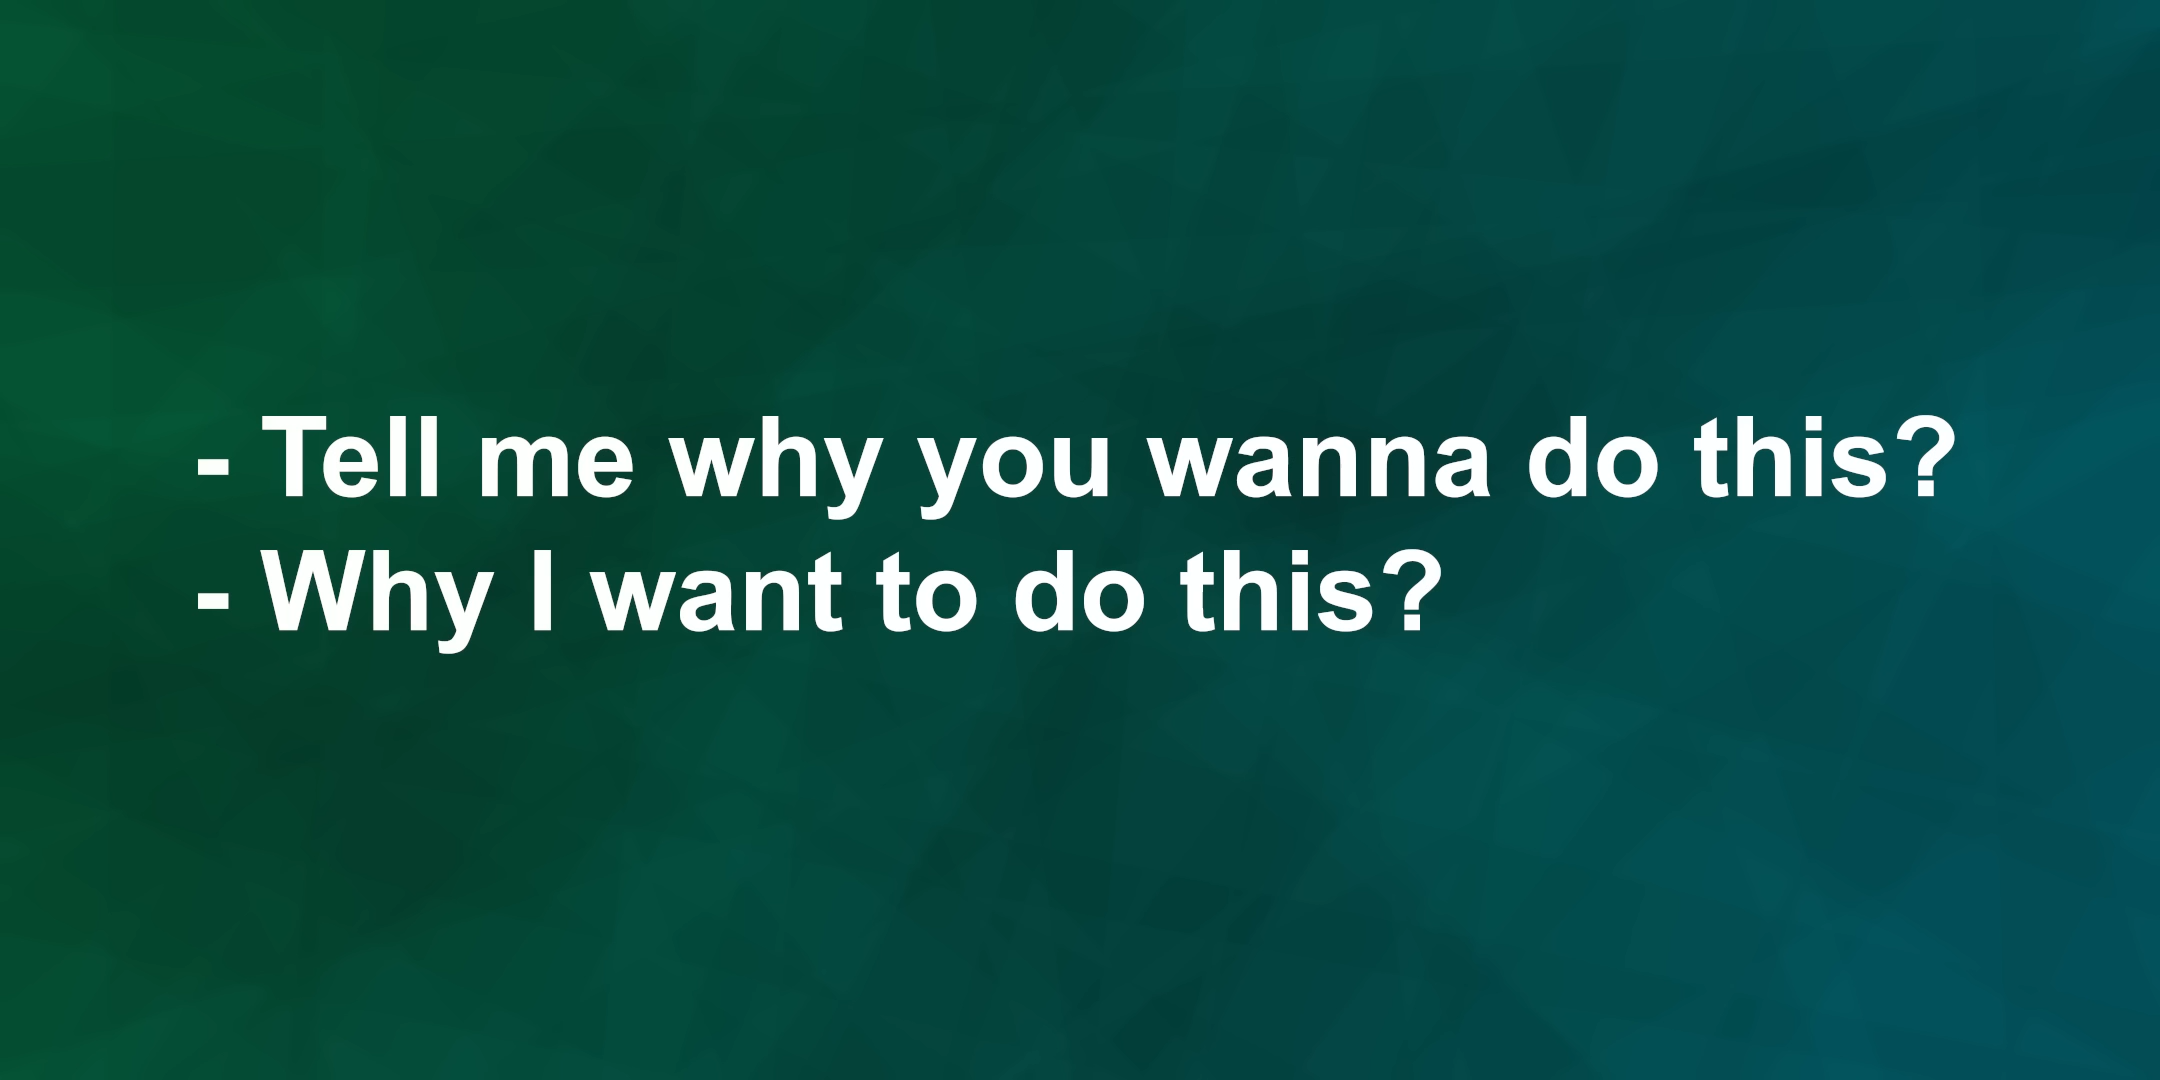 - Tell me why you wanna do this?
- Why I want to do this?